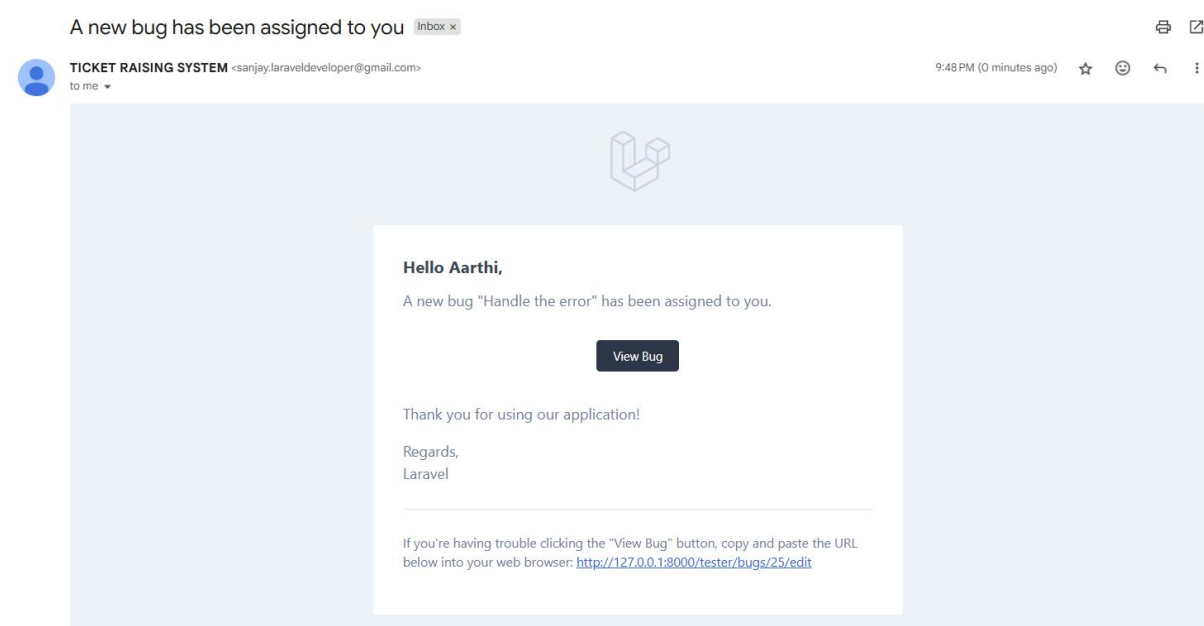 A new bug has been assigned to you Inbox ×
TICKET RAISING SYSTEM <sanjay.laraveldeveloper@gmail.com> 9:48 PM (0 minutes ago)
to me
Hello Aarthi,
A new bug "Handle the error" has been assigned to you.
View Bug
Thank you for using our application!
Regards,
Laravel
If you're having trouble clicking the "View Bug" button, copy and paste the URL
below into your web browser: http://127.0.0.1:8000/tester/bugs/25/edit